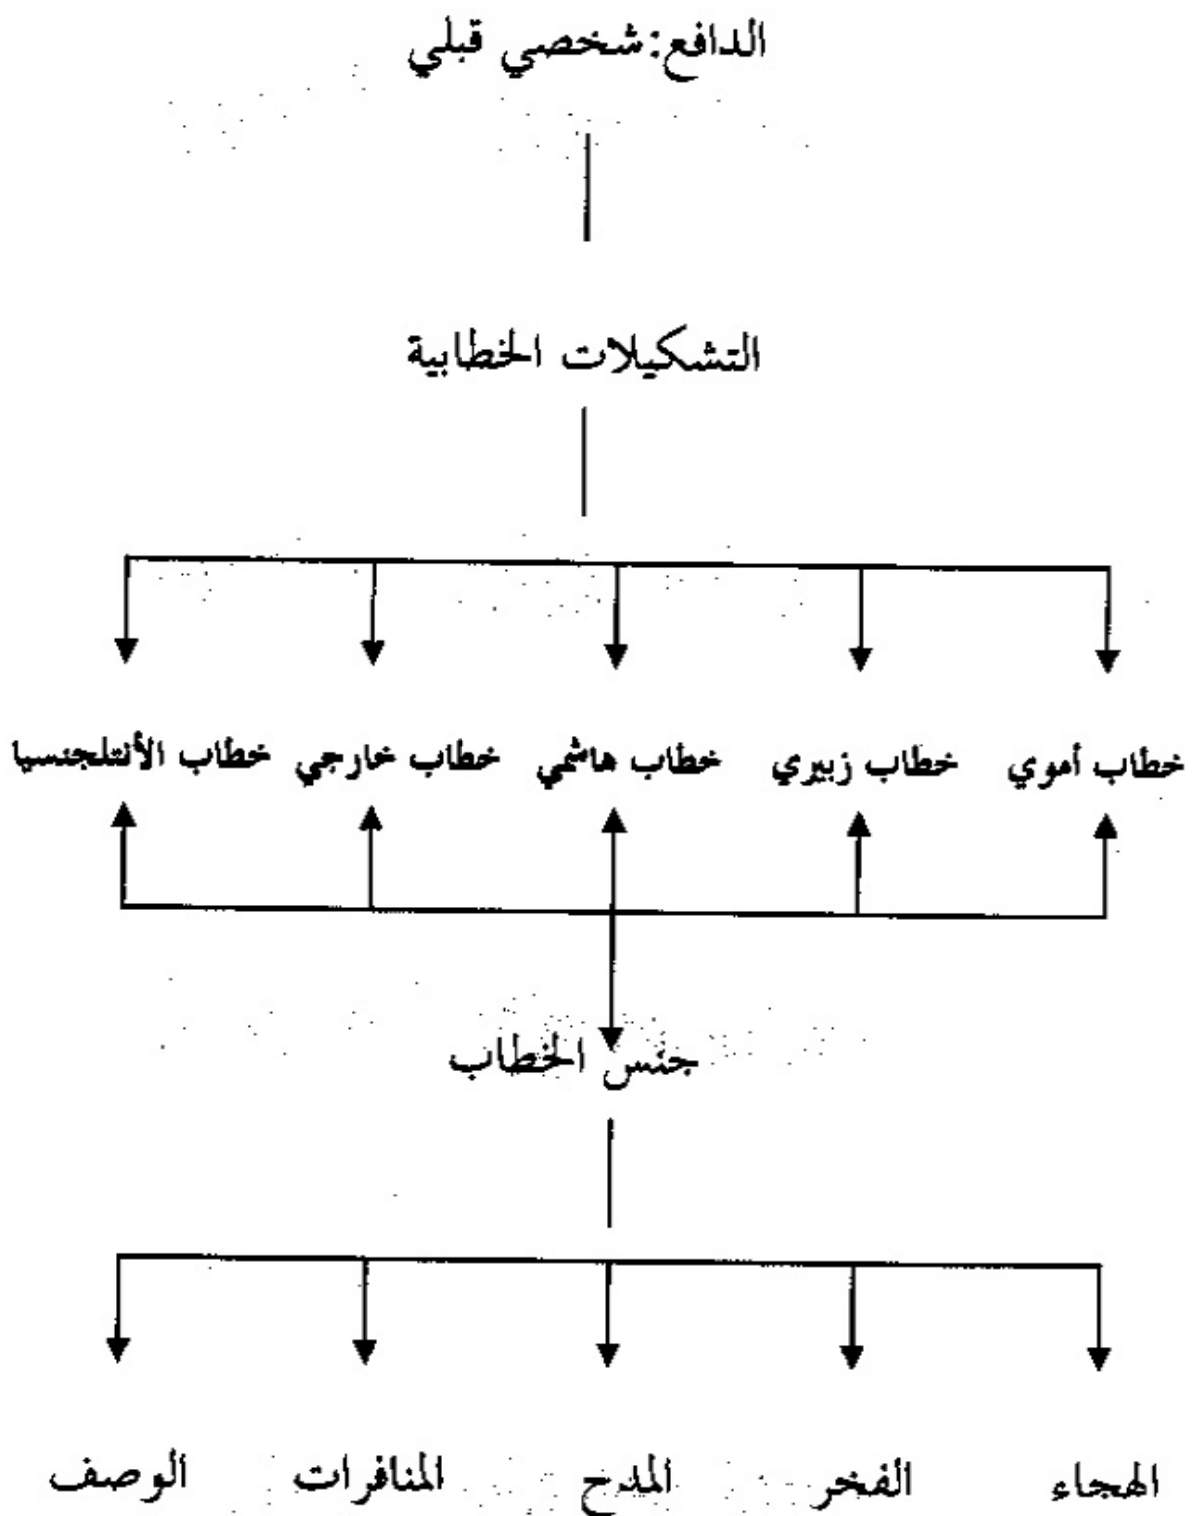 الدافع: شخصي قبلي
التشكيلات الخطابية
خطاب أموي خطاب زبيري خطاب هاشمي خطاب خارجي خطاب الأنتلجنسيا
جنس الخطاب
الهجاء الفخر المدح المنافرات الوصف